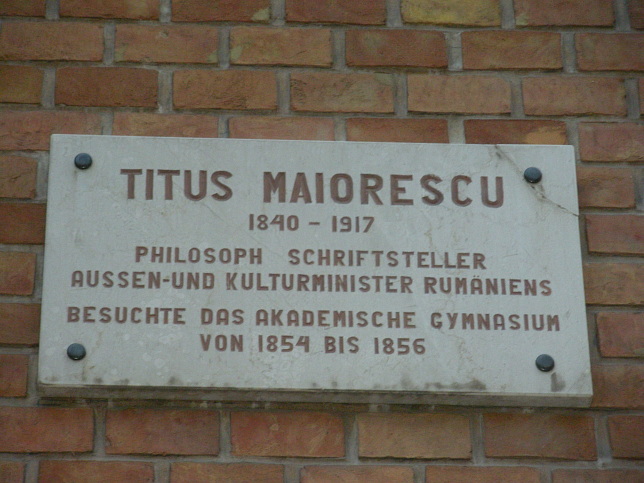 TITUS MAIORESCU
1840 – 1917
PHILOSOPH SCHRIFTSTELLER
AUSSEN-UND KULTURMINISTER RUMÄNIENS
BESUCHTE DAS AKADEMISCHE GYMNASIUM
VON 1854 BIS 1856